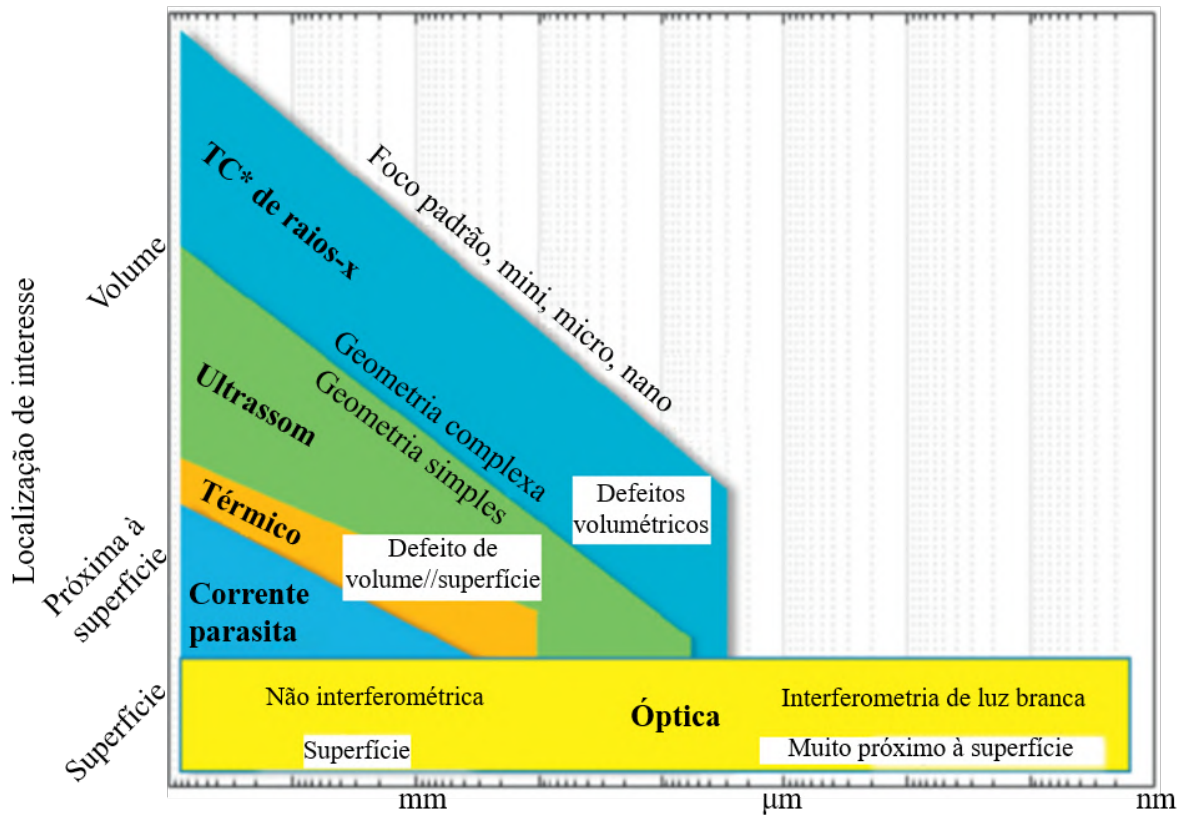 Localização de interesse
Volume
Próxima à
superfície
Superfície
TC* de raios-x
Foco padrão, mini, micro, nano
Geometria complexa
Geometria simples
Ultrassom
Defeitos
volumétricos
Térmico
Defeito de
volume//superfície
Corrente
parasita
Não interferométrica
Superfície
Óptica
Interferometria de luz branca
Muito próximo à superfície
mm
μm
nm